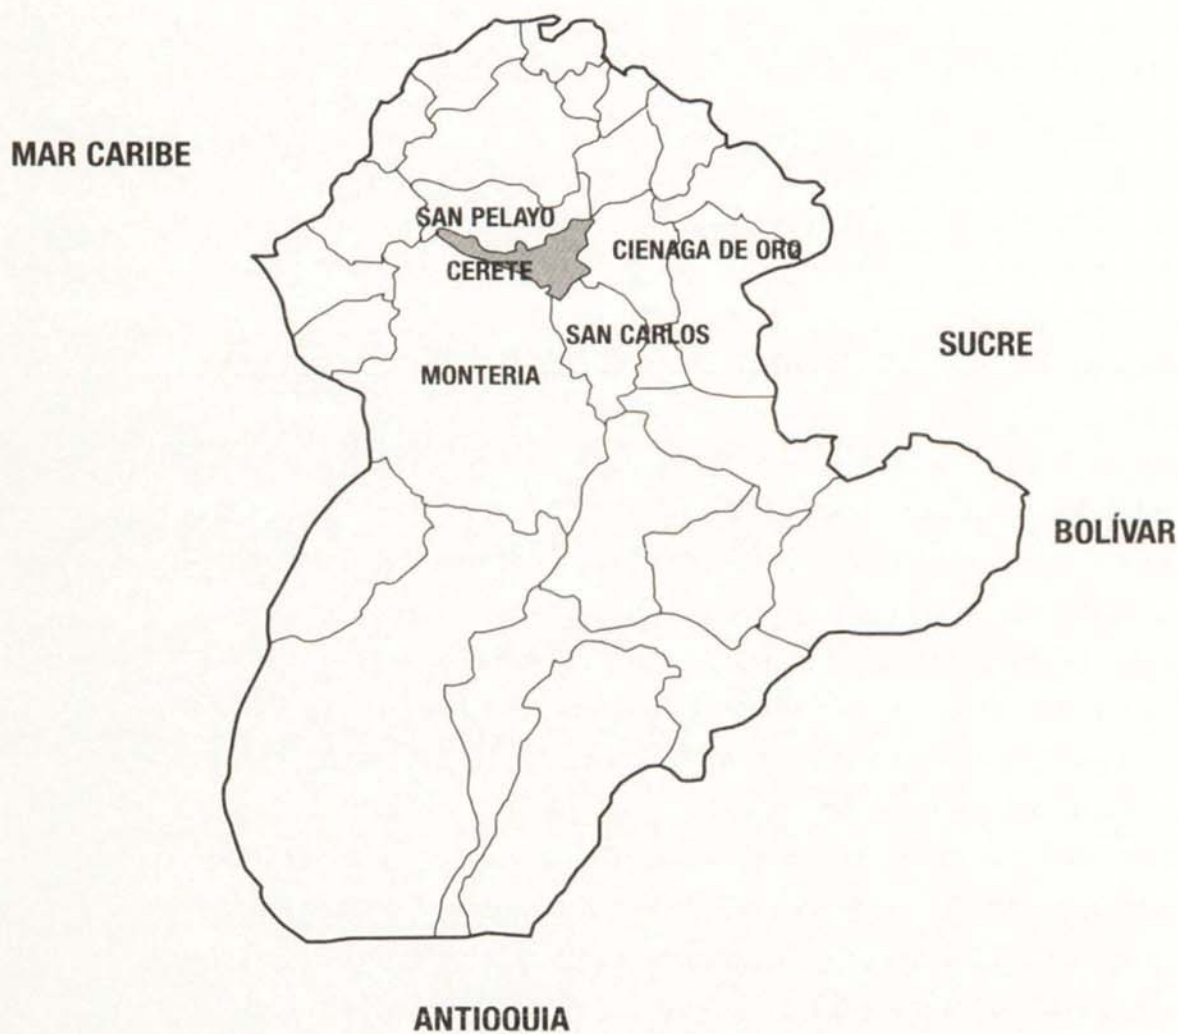 MAR CARIBE
SAN PELAYO
CIENAGA DE ORO
CERETE
SAN CARLOS
SUCRE
MONTERIA
BOLÍVAR
ANTIOQUIA